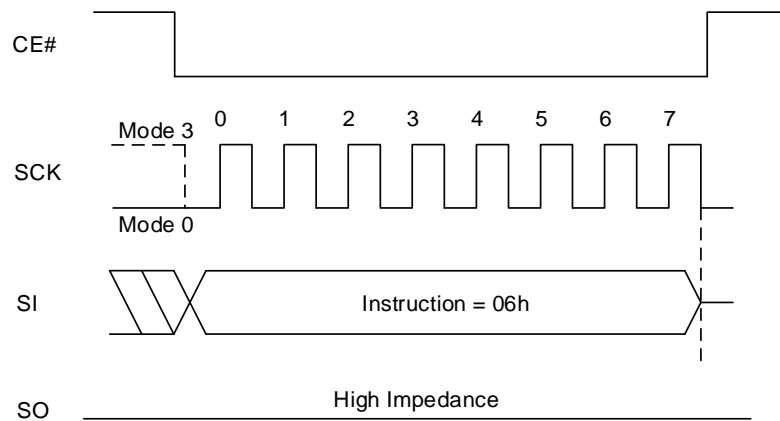 CE#
Mode 3 0 1 2 3 4 5 6 7
SCK
Mode 0
SI Instruction = 06h
SO High Impedance